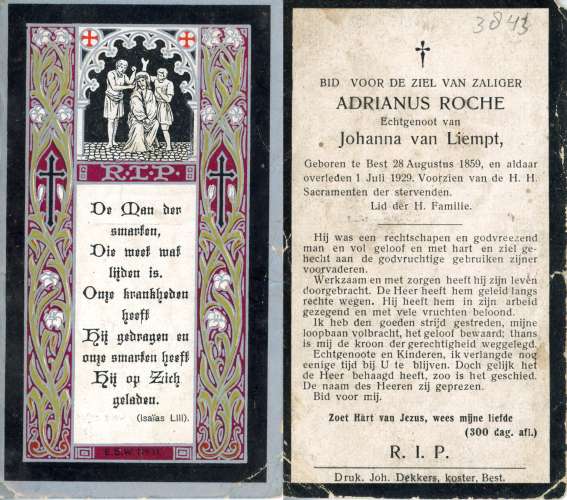 R.I.P.
De Man der
smarten,
Die weet wat
lijden is.
Onze krankheden
heeft
Hij gedragen en
onze smarten heeft
Hij op Zich
geladen.
(Isaïas LIII).
3843
BID VOOR DE ZIEL VAN ZALIGER
ADRIANUS ROCHE
Echtgenoot van
Johanna van Liempt,
Geboren te Best 28 Augustus 1859, en aldaar
overleden 1 Juli 1929. Voorzien van de H. H.
Sacramenten der stervenden.
Lid der H. Familie.
Hij was een rechtschapen en godvreezend
man en vol geloof en met hart en ziel ge-
hecht aan de godvruchtige gebruiken zijner
voorvaderen.
Werkzaam en met zorgen heeft hij zijn leven
doorgebracht. De Heer heeft hem geleid langs
rechte wegen. Hij heeft hem in zijn arbeid
gezegend en met vele vruchten beloond.
Ik heb den goeden strijd gestreden, mijne
loopbaan volbracht, het geloof bewaard; thans
is mij de kroon der gerechtigheid weggelegd.
Echtgenoote en Kinderen, ik verlangde nog
eenige tijd bij U te blijven. Doch gelijk het
den Heer behaagd heeft, zoo is het geschied.
De naam des Heeren zij geprezen.
Bid voor mij.
Zoet Hart van Jezus, wees mijne liefde
(300 dag. afl.)
R. I. P.
Druk. Joh. Dekkers, koster, Best.